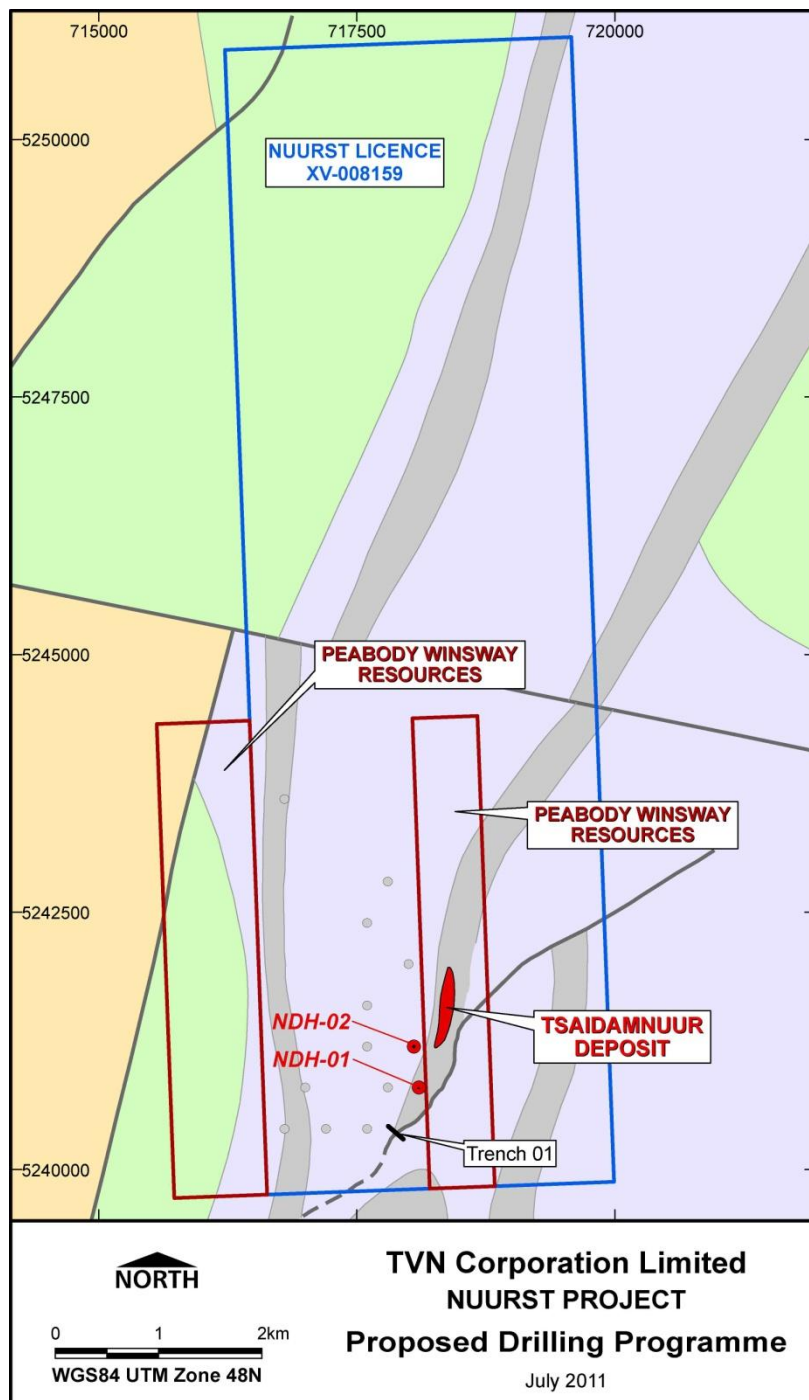 715000
717500
720000
5250000
NUURST LICENCE
XV-008159
5247500
5245000
PEABODY WINSWAY
RESOURCES
PEABODY WINSWAY
RESOURCES
5242500
NDH-02
TSAIDAMNUUR
DEPOSIT
NDH-01
Trench 01
5240000
NORTH
0 1 2km
WGS84 UTM Zone 48N
TVN Corporation Limited
NUURST PROJECT
Proposed Drilling Programme
July 2011